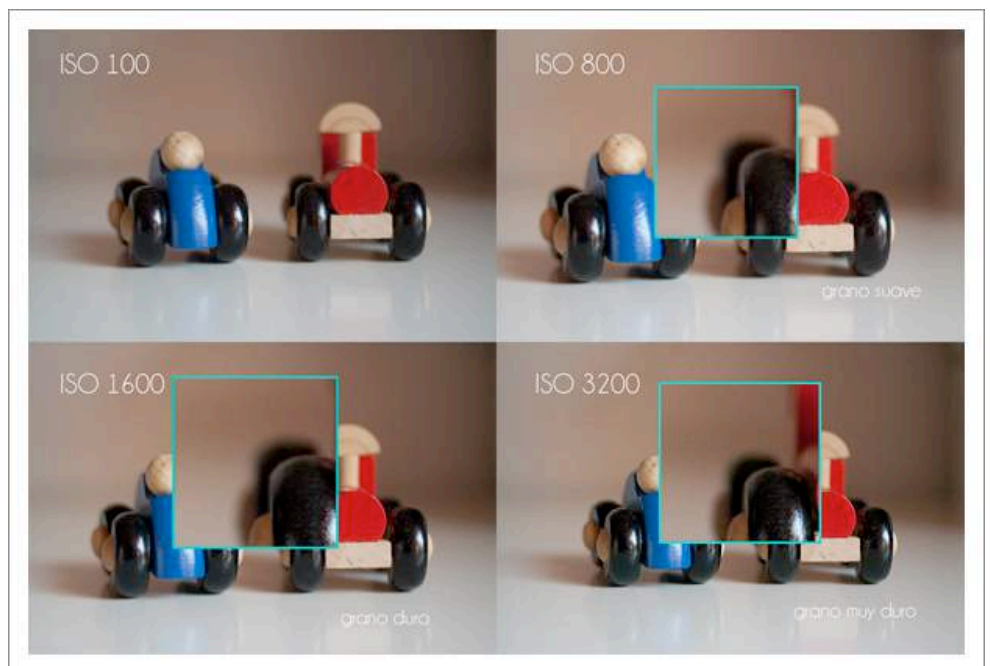 ISO 100
ISO 800
grano suave
ISO 1600
grano duro
ISO 3200
grano muy duro